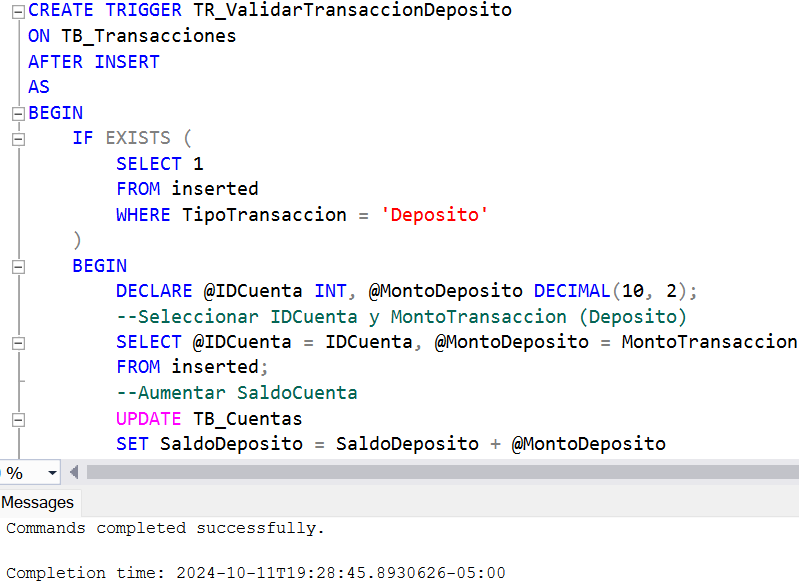 CREATE TRIGGER TR_ValidarTransaccionDeposito
ON TB_Transacciones
AFTER INSERT
AS
BEGIN
IF EXISTS (
SELECT 1
FROM inserted
WHERE TipoTransaccion = 'Deposito'
)
BEGIN
DECLARE @IDCuenta INT, @MontoDeposito DECIMAL(10, 2);
--Seleccionar IDCuenta y MontoTransaccion (Deposito)
SELECT @IDCuenta = IDCuenta, @MontoDeposito = MontoTransaccion
FROM inserted;
--Aumentar SaldoCuenta
UPDATE TB_Cuentas
SET SaldoDeposito = SaldoDeposito + @MontoDeposito
%
Messages
Commands completed successfully.
Completion time: 2024-10-11T19:28:45.8930626-05:00